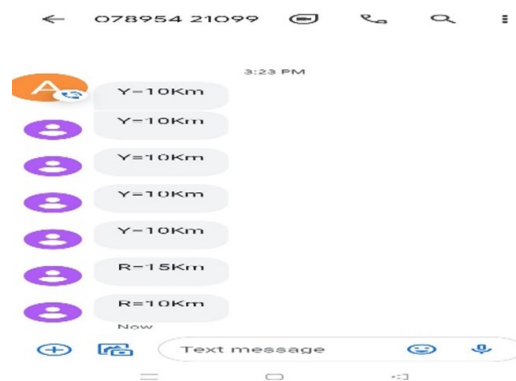 078954 21099
3:23 PM
A
Y=10Km
Y=10Km
Y=10Km
Y=10Km
Y=10Km
R=15Km
R=10Km
Now
Text message